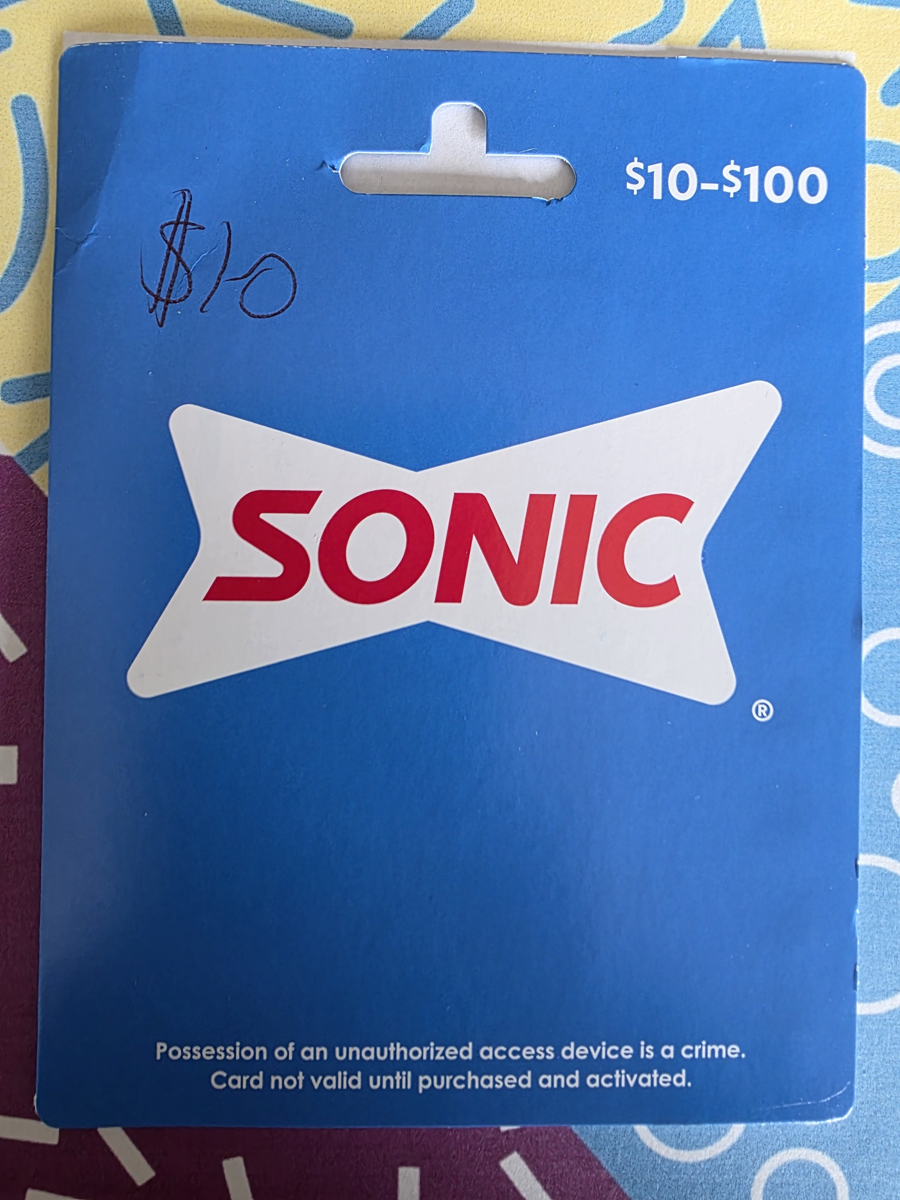 $10-$100
$10
SONIC
®
Possession of an unauthorized access device is a crime.
Card not valid until purchased and activated.